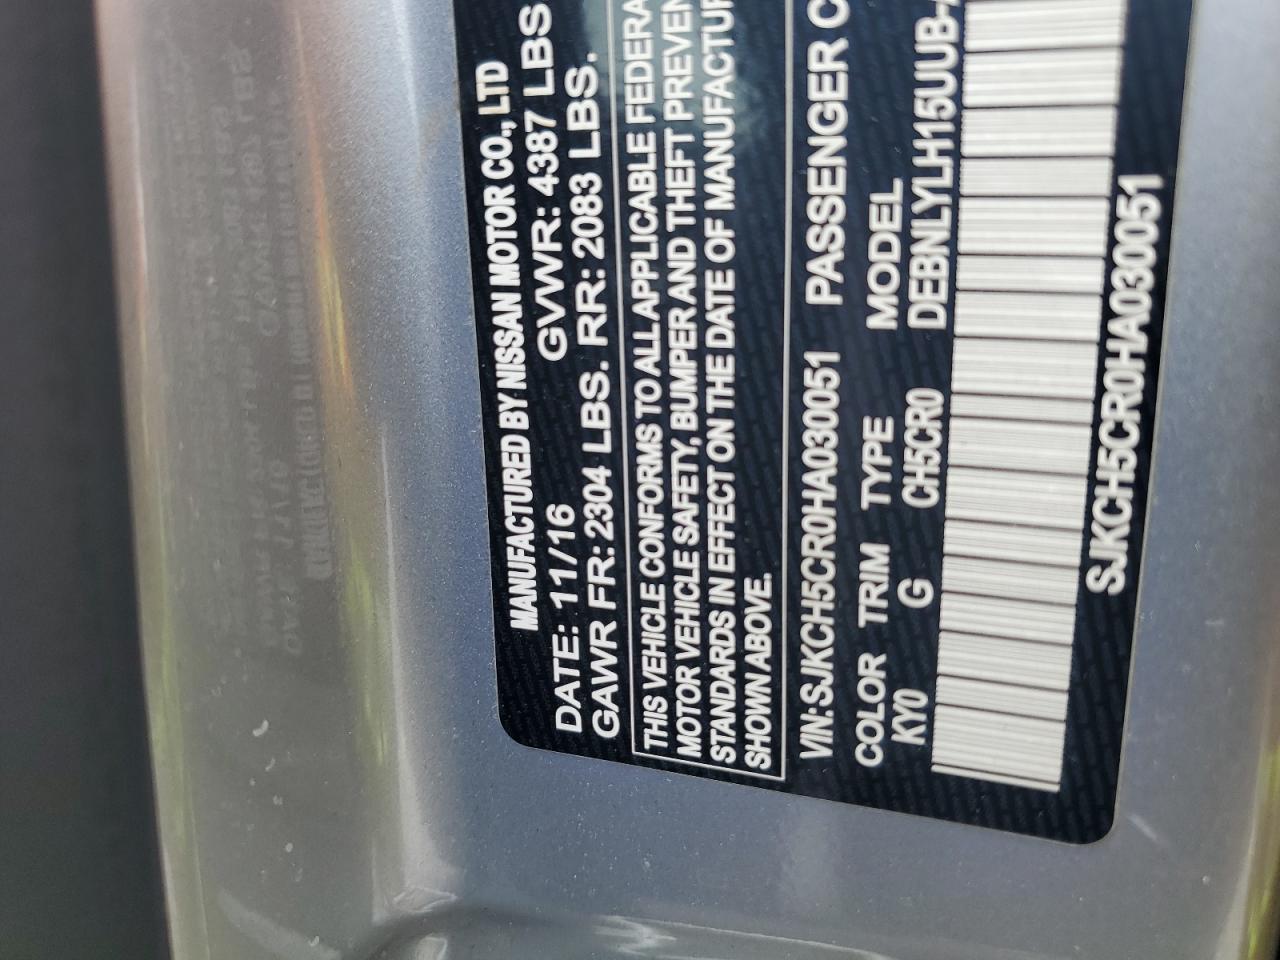 MANUFACTURED BY NISSAN MOTOR CO., LTD
DATE: 11/16 GVWR: 4387 LBS
GAWR FR: 2304 LBS. RR: 2083 LBS.
THIS VEHICLE CONFORMS TO ALL APPLICABLE FEDERA
MOTOR VEHICLE SAFETY, BUMPER AND THEFT PREVEN
STANDARDS IN EFFECT ON THE DATE OF MANUFACTUR
SHOWN ABOVE.
VIN: SJKCH5CR0HA030051 PASSENGER C
COLOR TRIM TYPE MODEL
KY0 G CH5CR0 DEBNLYLH15UUB-
SJKCH5CR0HA030051